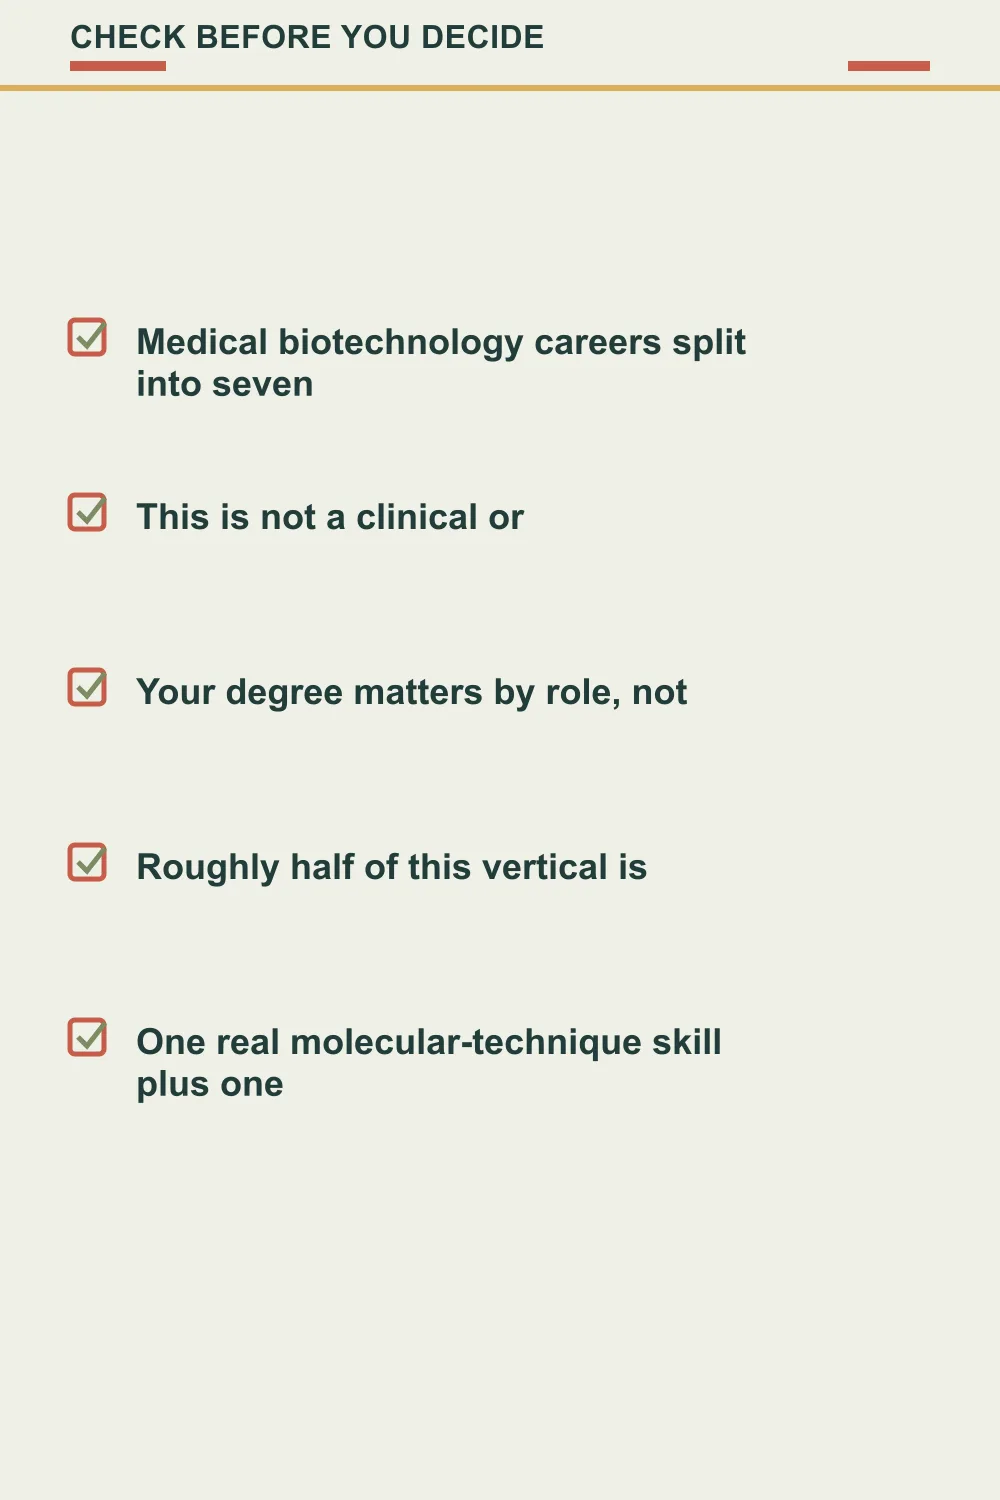 CHECK BEFORE YOU DECIDE
Medical biotechnology careers split
into seven
This is not a clinical or
Your degree matters by role, not
Roughly half of this vertical is
One real molecular-technique skill
plus one